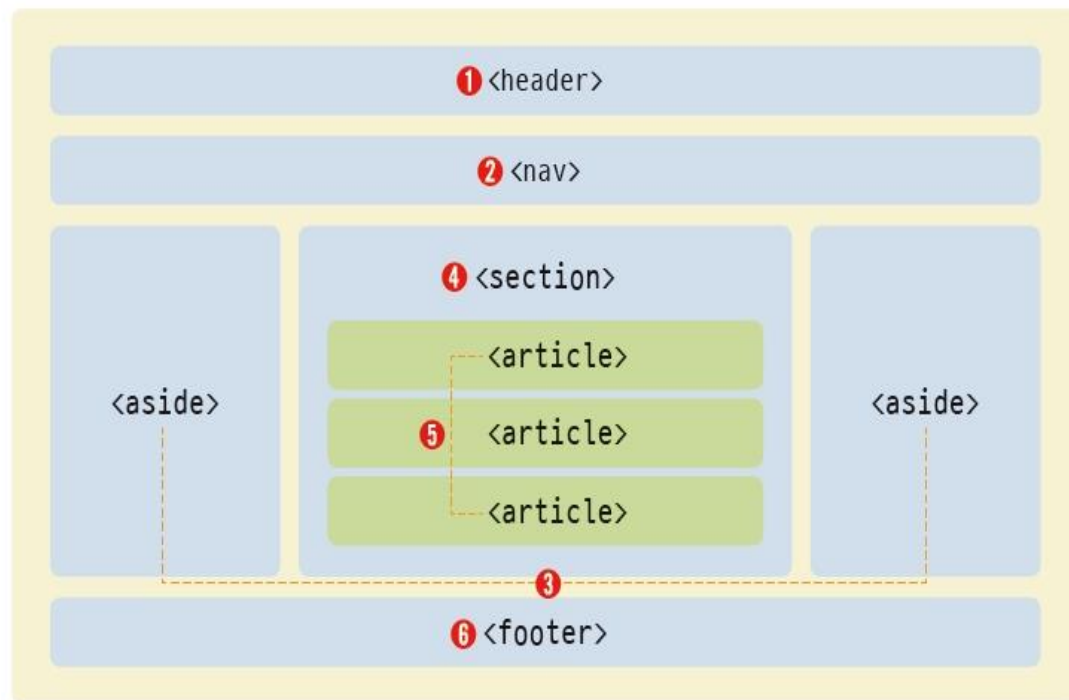 1 <header>
2 <nav>
4 <section>
<article>
<aside>
5 <article>
<aside>
<article>
3
6 <footer>